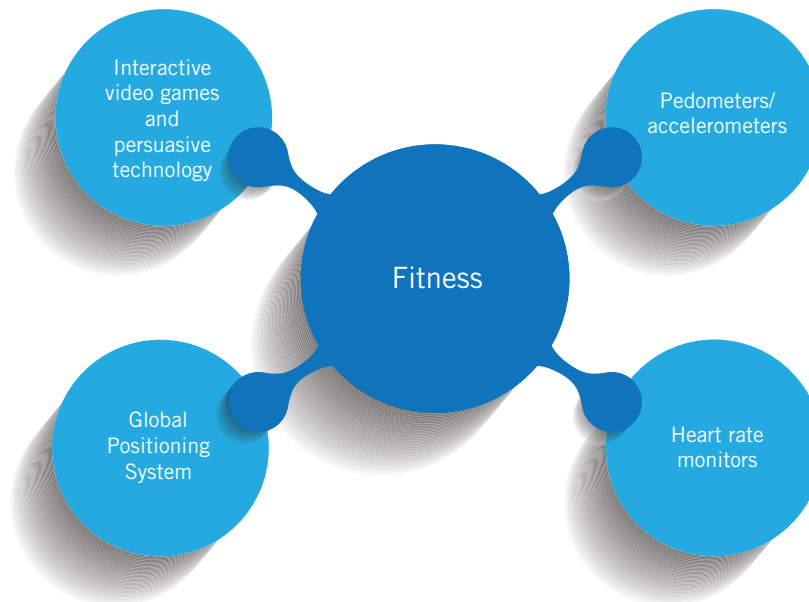 Interactive
video games
and
persuasive
technology
Pedometers/
accelerometers
Fitness
Global
Positioning
System
Heart rate
monitors